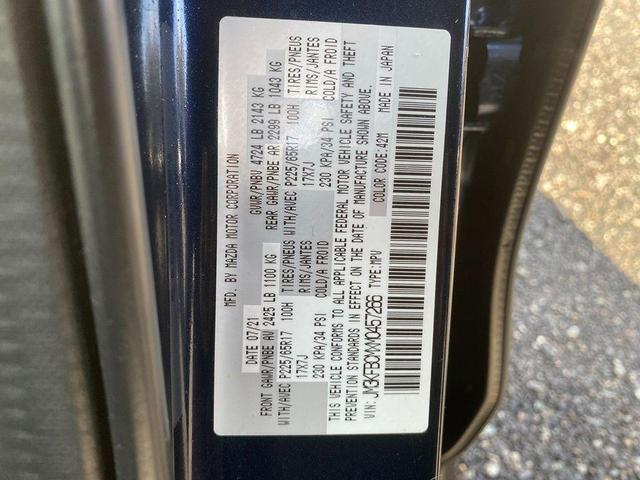 MFD. BY MAZDA MOTOR CORPORATION
DATE 07/21 GVWR/PNBV 4724 LB 2143 KG
FRONT GAWR/PNBE AV 2425 LB 1100 KG REAR GAWR/PNBE AR 2299 LB 1043 KG
WITH/AVEC P225/65R17 100H TIRES/PNEUS WITH/AVEC P225/65R17 100H TIRES/PNEUS
17X7J RIMS/JANTES 17X7J RIMS/JANTES
230 KPA/34 PSI COLD/A FROID 230 KPA/34 PSI COLD/A FROID
THIS VEHICLE CONFORMS TO ALL APPLICABLE FEDERAL MOTOR VEHICLE SAFETY AND THEFT
PREVENTION STANDARDS IN EFFECT ON THE DATE OF MANUFACTURE SHOWN ABOVE.
VIN: JM3KFBCMXM0457266 TYPE:MPV COLOR CODE:42M MADE IN JAPAN